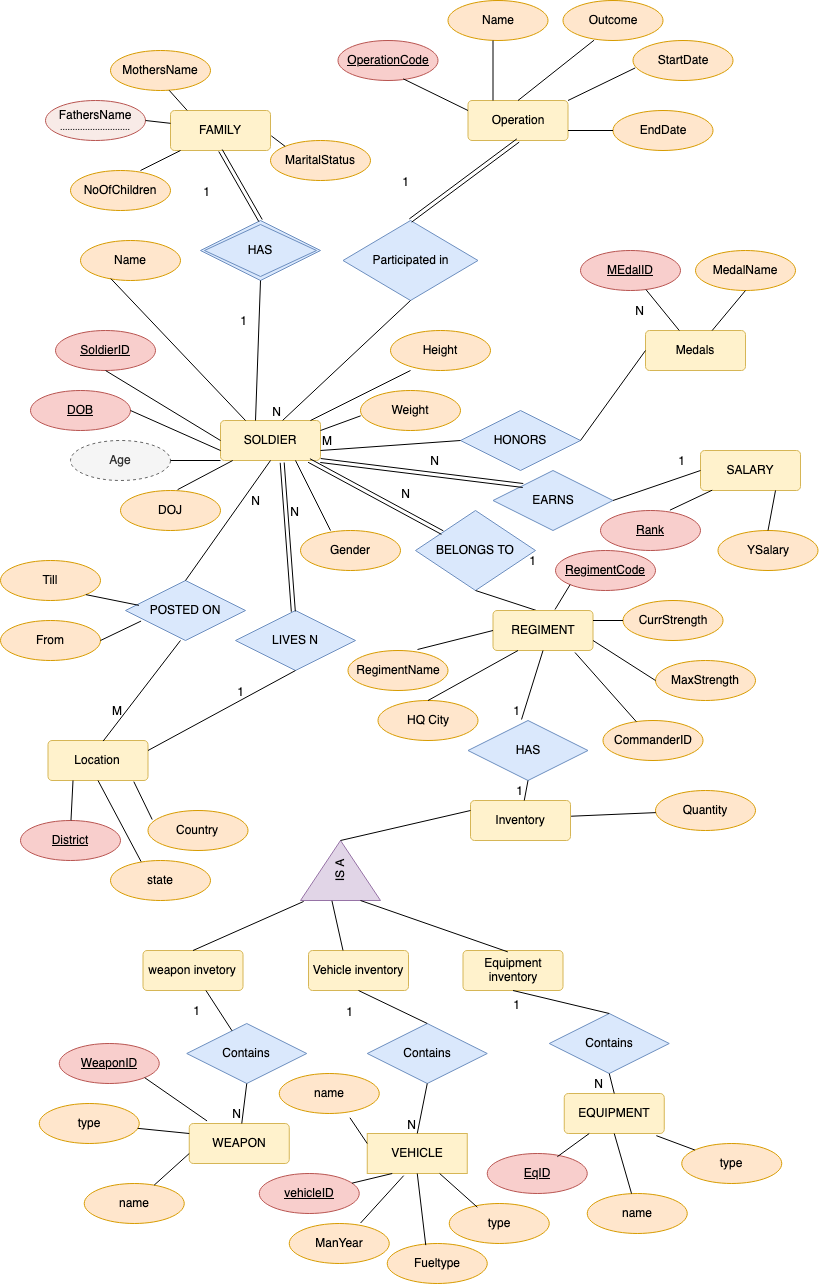 Name
Outcome
OperationCode
StartDate
MothersName
FathersName
FAMILY
Operation
EndDate
MaritalStatus
NoOfChildren
1
1
HAS
Participated in
Name
MEdalID
MedalName
N
1
SoldierID
Height
Medals
DOB
Weight
N
SOLDIER
M
HONORS
Age
N
1
SALARY
DOJ
N
N
N
EARNS
Rank
YSalary
Gender
BELONGS TO
1
RegimentCode
Till
POSTED ON
From
LIVES N
REGIMENT
CurrStrength
RegimentName
MaxStrength
1
M
HQ City
1
CommanderID
HAS
Location
1
Inventory
Quantity
District
Country
state
IS A
weapon invetory
Vehicle inventory
Equipment
inventory
1
1
1
Contains
Contains
Contains
WeaponID
name
N
type
N
N
EQUIPMENT
WEAPON
VEHICLE
EqID
type
name
vehicleID
name
ManYear
type
Fueltype